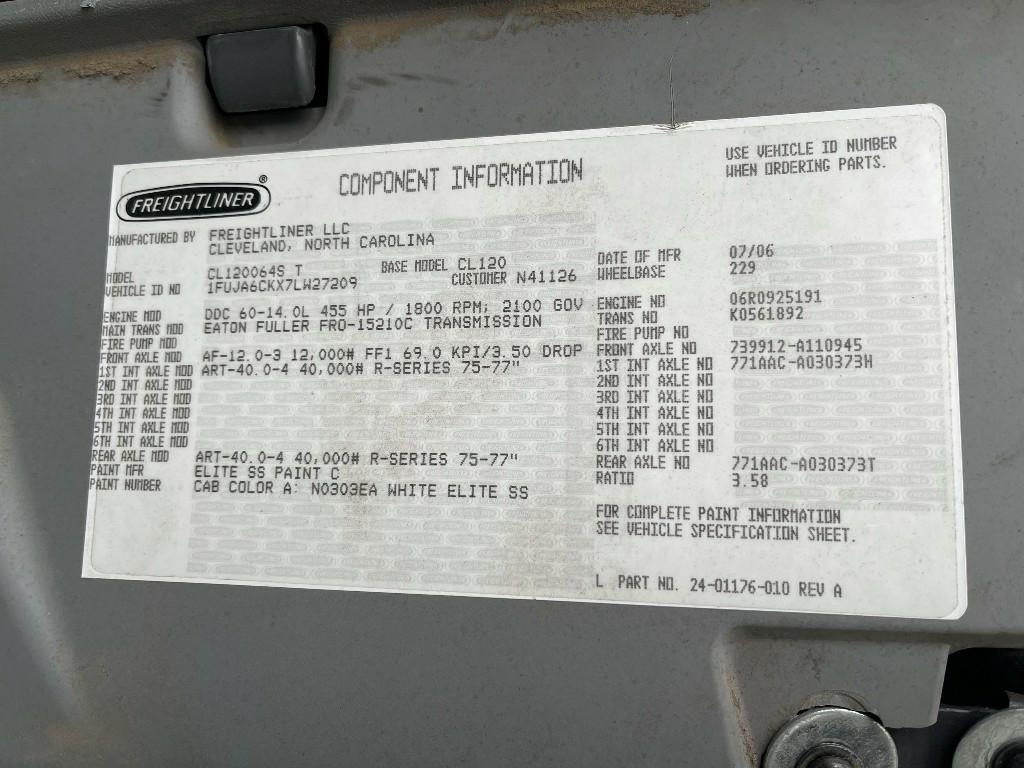 FREIGHTLINER®
COMPONENT INFORMATION
USE VEHICLE ID NUMBER
WHEN ORDERING PARTS.
MANUFACTURED BY FREIGHTLINER LLC
CLEVELAND, NORTH CAROLINA
MODEL CL120064S T BASE MODEL CL120
VEHICLE ID NO 1FUJA6CKX7LW27209 CUSTOMER N41126
DATE OF MFR 07/06
WHEELBASE 229
ENGINE MOD DDC 60-14.0L 455 HP / 1800 RPM; 2100 GOV
MAIN TRANS MOD EATON FULLER FRO-15210C TRANSMISSION
FIRE PUMP MOD
FRONT AXLE MOD AF-12.0-3 12,000# FF1 69.0 KPI/3.50 DROP
1ST INT AXLE MOD ART-40.0-4 40,000# R-SERIES 75-77"
2ND INT AXLE MOD
3RD INT AXLE MOD
4TH INT AXLE MOD
5TH INT AXLE MOD
6TH INT AXLE MOD
REAR AXLE MOD ART-40.0-4 40,000# R-SERIES 75-77"
PAINT MFR ELITE SS PAINT C
PAINT NUMBER CAB COLOR A: N0303EA WHITE ELITE SS
ENGINE NO 06R0925191
TRANS NO K0561892
FIRE PUMP NO
FRONT AXLE NO 739912-A110945
1ST INT AXLE NO 771AAC-A030373H
2ND INT AXLE NO
3RD INT AXLE NO
4TH INT AXLE NO
5TH INT AXLE NO
6TH INT AXLE NO
REAR AXLE NO 771AAC-A030373T
RATIO 3.58
FOR COMPLETE PAINT INFORMATION
SEE VEHICLE SPECIFICATION SHEET.
L PART NO. 24-01176-010 REV A